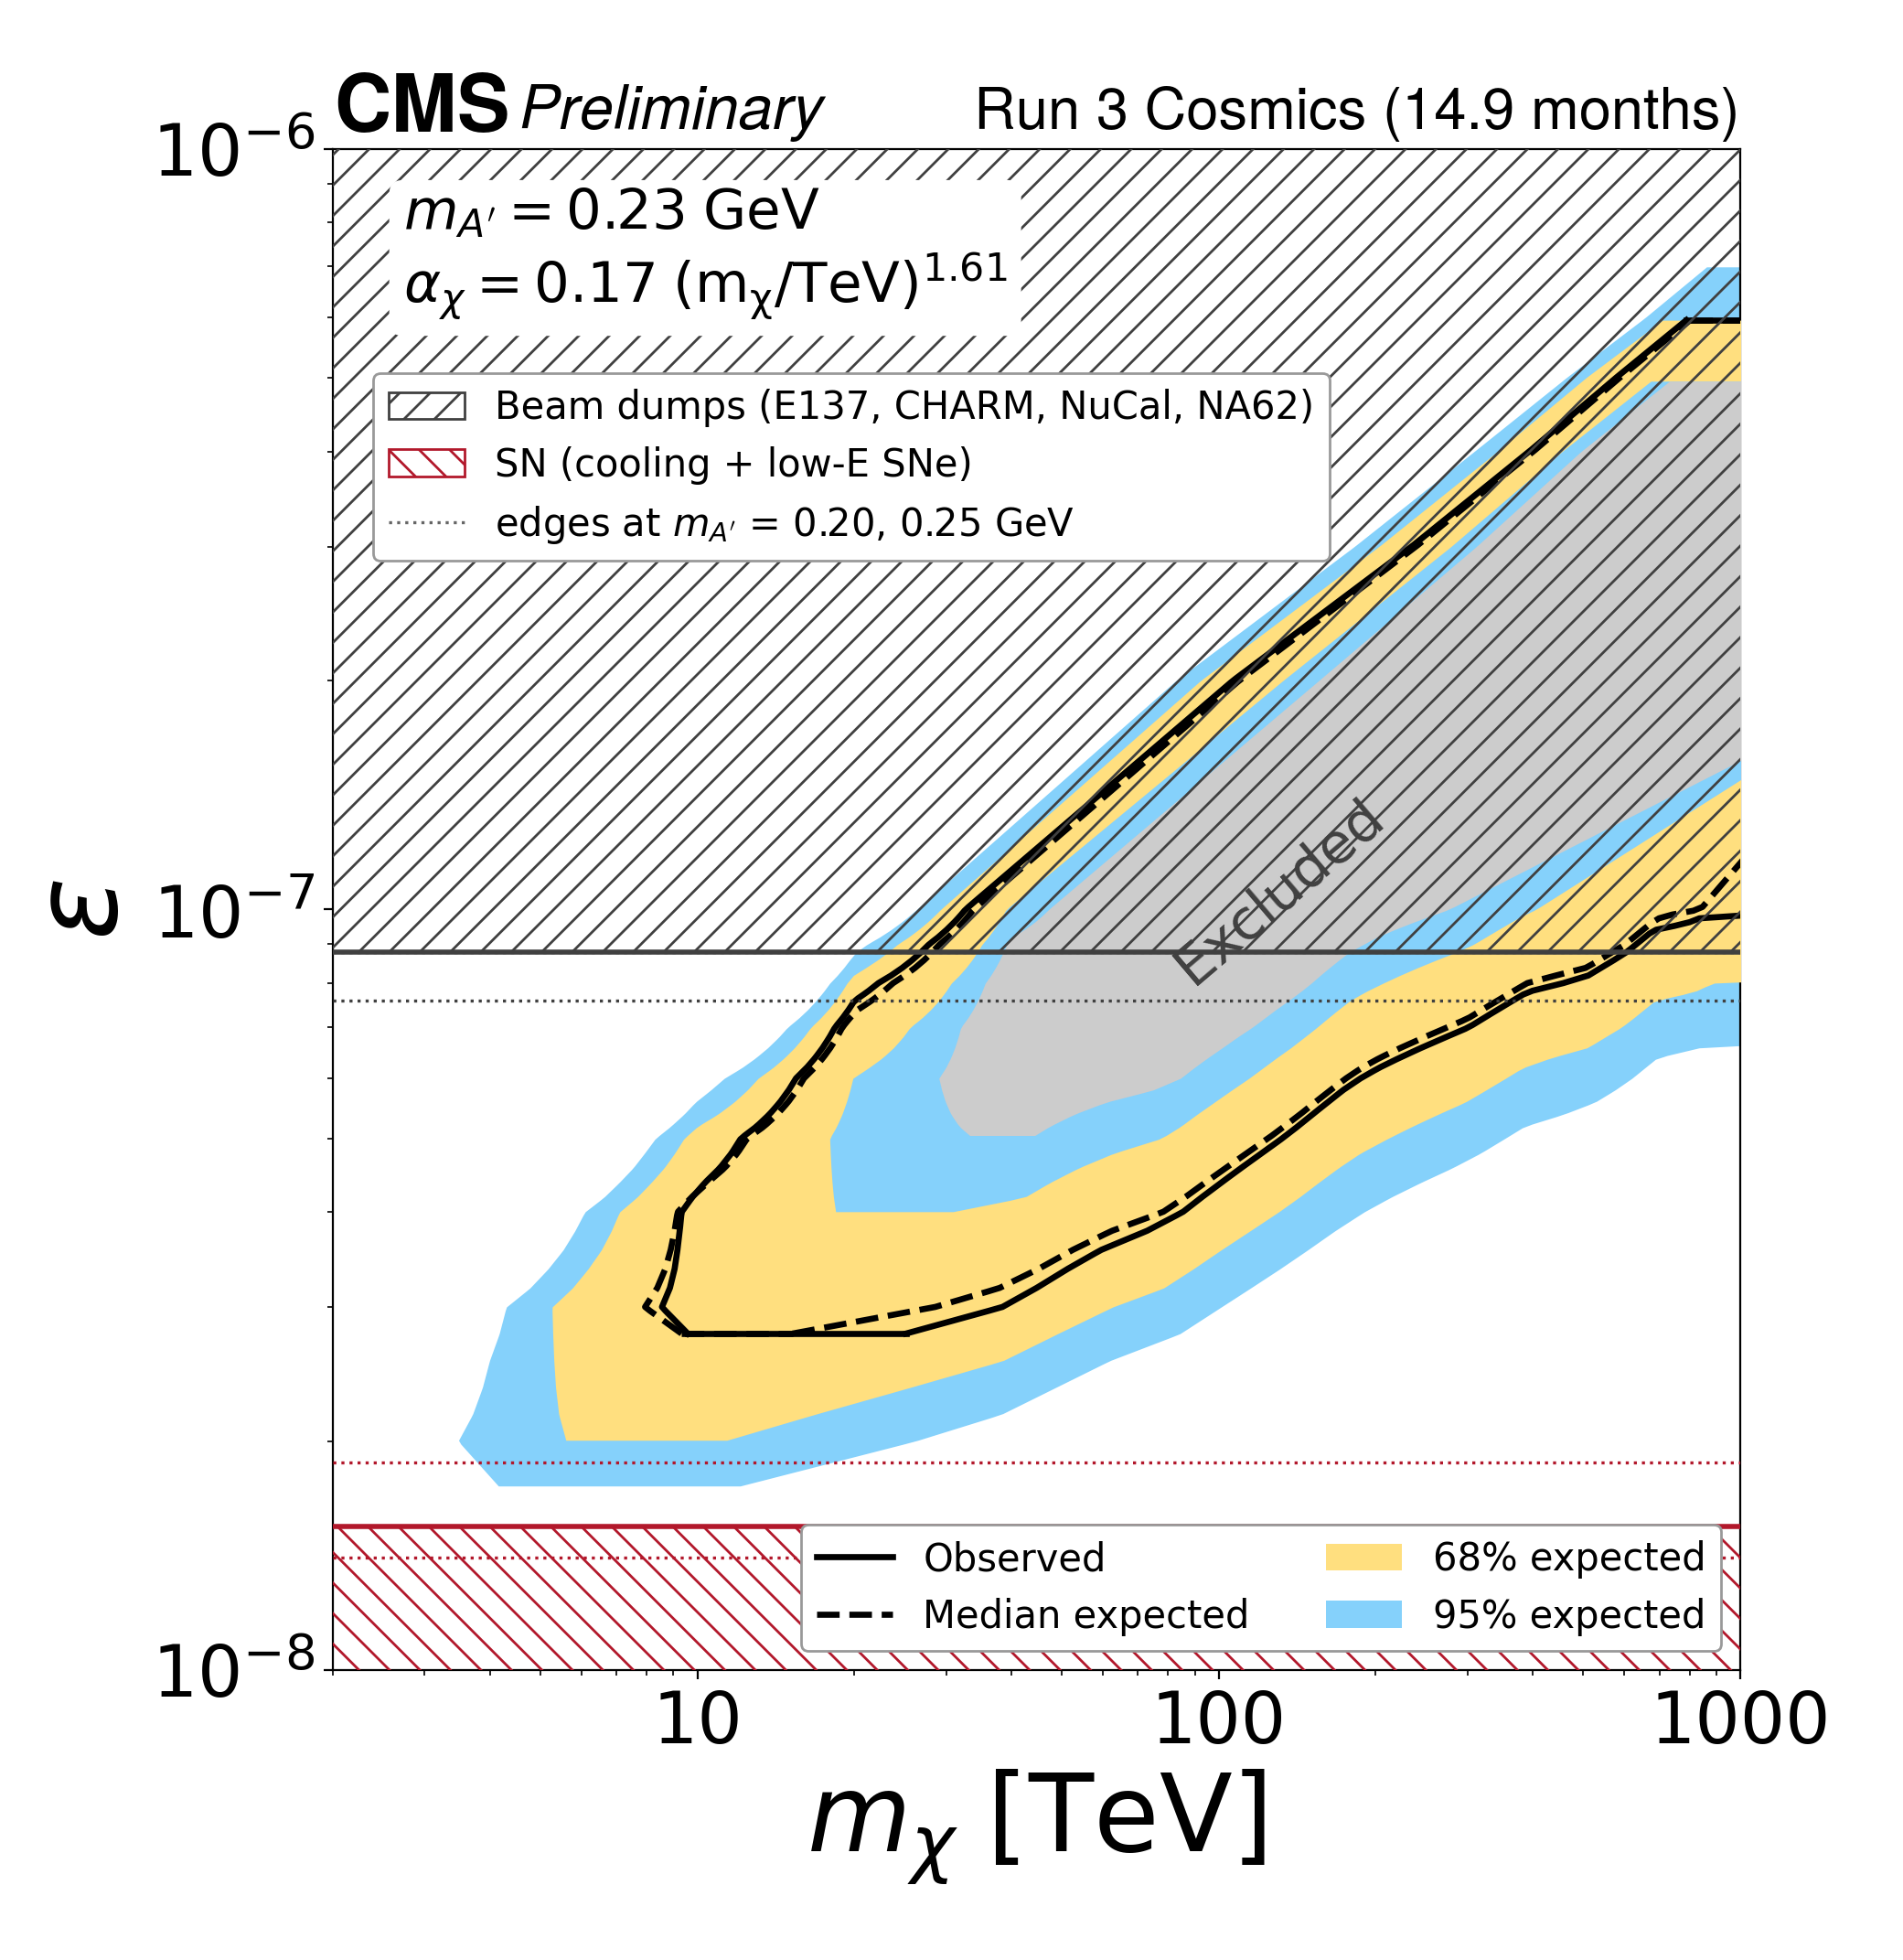 CMS Preliminary
Run 3 Cosmics (14.9 months)
10⁻⁶
m_A′ = 0.23 GeV
α_χ = 0.17 (m_χ/TeV)^1.61
Beam dumps (E137, CHARM, NuCal, NA62)
SN (cooling + low-E SNe)
edges at m_A′ = 0.20, 0.25 GeV
Excluded
10⁻⁷
ε
Observed
Median expected
68% expected
95% expected
10⁻⁸
10 100 1000
m_χ [TeV]